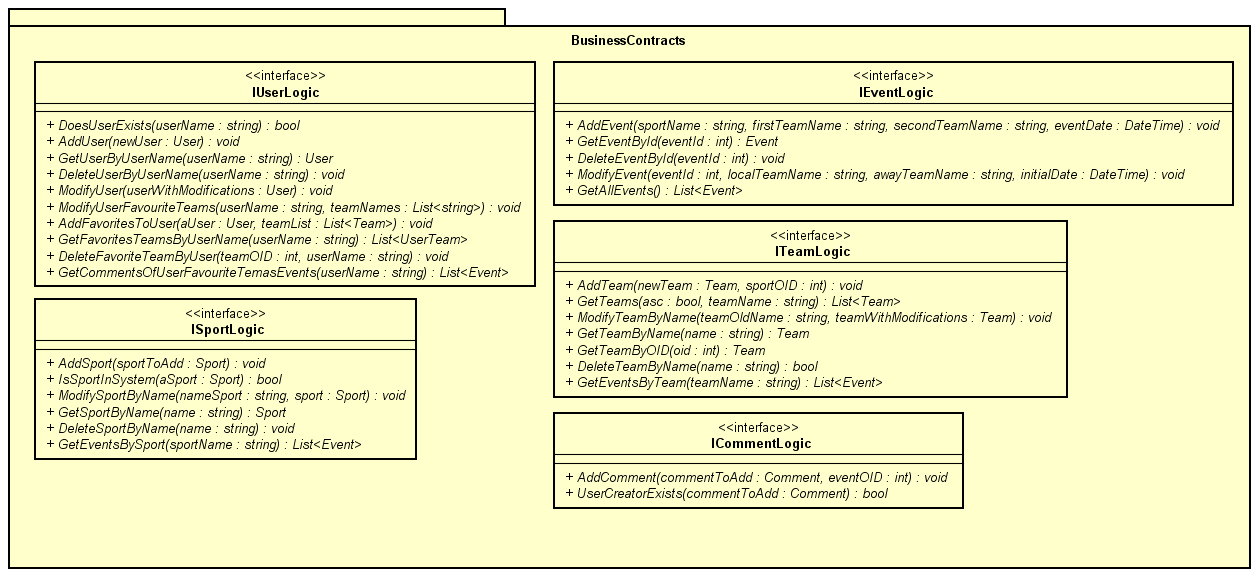 BusinessContracts
<<interface>>
IUserLogic
+ DoesUserExists(userName : string) : bool
+ AddUser(newUser : User) : void
+ GetUserByUserName(userName : string) : User
+ DeleteUserByUserName(userName : string) : void
+ ModifyUser(userWithModifications : User) : void
+ ModifyUserFavouriteTeams(userName : string, teamNames : List<string>) : void
+ AddFavoritesToUser(aUser : User, teamList : List<Team>) : void
+ GetFavoritesTeamsByUserName(userName : string) : List<UserTeam>
+ DeleteFavoriteTeamByUser(teamOID : int, userName : string) : void
+ GetCommentsOfUserFavouriteTemasEvents(userName : string) : List<Event>
<<interface>>
ISportLogic
+ AddSport(sportToAdd : Sport) : void
+ IsSportInSystem(aSport : Sport) : bool
+ ModifySportByName(nameSport : string, sport : Sport) : void
+ GetSportByName(name : string) : Sport
+ DeleteSportByName(name : string) : void
+ GetEventsBySport(sportName : string) : List<Event>
<<interface>>
IEventLogic
+ AddEvent(sportName : string, firstTeamName : string, secondTeamName : string, eventDate : DateTime) : void
+ GetEventById(eventId : int) : Event
+ DeleteEventById(eventId : int) : void
+ ModifyEvent(eventId : int, localTeamName : string, awayTeamName : string, initialDate : DateTime) : void
+ GetAllEvents() : List<Event>
<<interface>>
ITeamLogic
+ AddTeam(newTeam : Team, sportOID : int) : void
+ GetTeams(asc : bool, teamName : string) : List<Team>
+ ModifyTeamByName(teamOldName : string, teamWithModifications : Team) : void
+ GetTeamByName(name : string) : Team
+ GetTeamByOID(oid : int) : Team
+ DeleteTeamByName(name : string) : bool
+ GetEventsByTeam(teamName : string) : List<Event>
<<interface>>
ICommentLogic
+ AddComment(commentToAdd : Comment, eventOID : int) : void
+ UserCreatorExists(commentToAdd : Comment) : bool